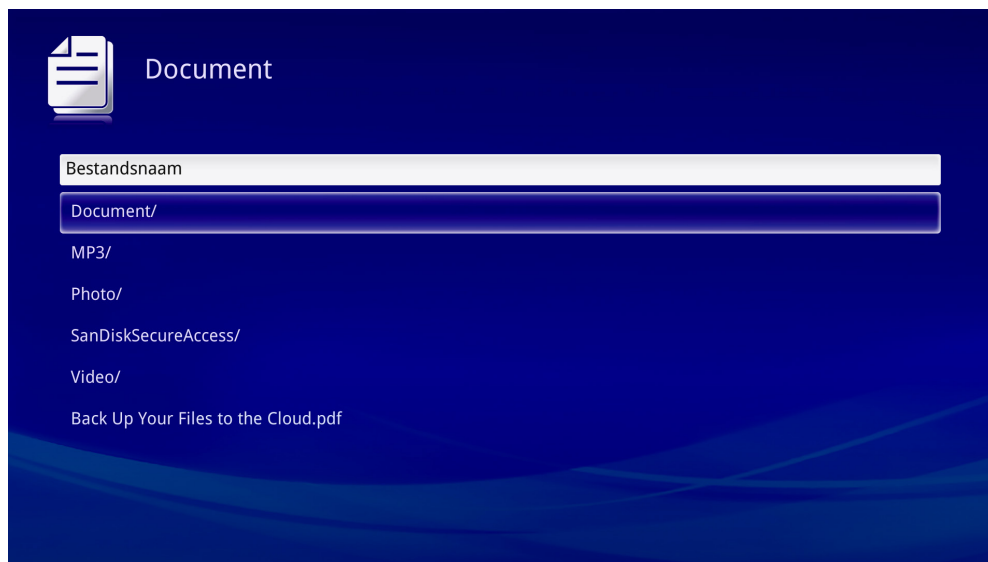 Document
Bestandsnaam
Document/
MP3/
Photo/
SanDiskSecureAccess/
Video/
Back Up Your Files to the Cloud.pdf